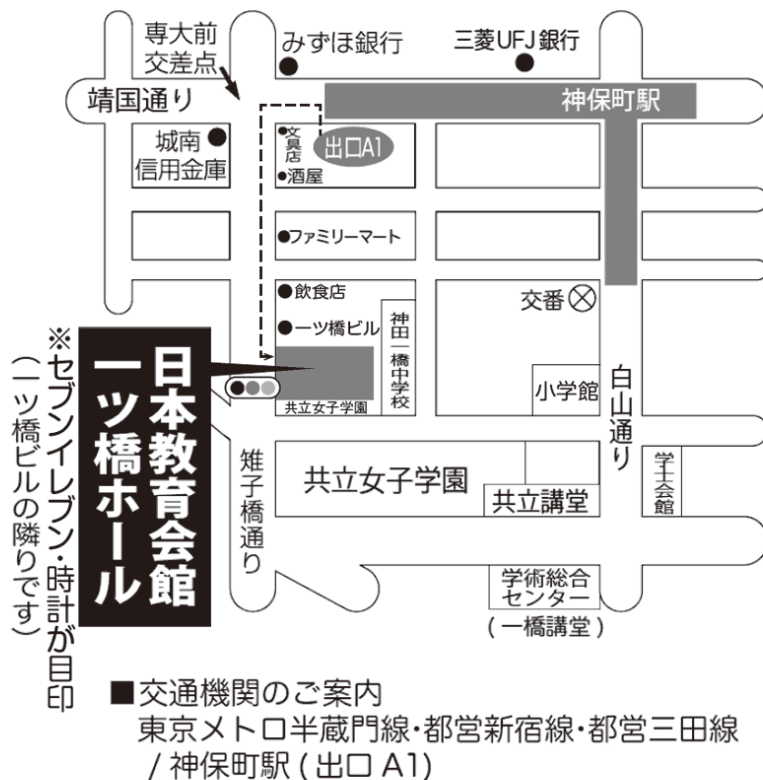 専大前
交差点
みずほ銀行
三菱UFJ銀行
靖国通り
神保町駅
城南
信用金庫
文具店
出口A1
酒屋
ファミリーマート
飲食店
一ツ橋ビル
神田一橋中学校
交番
日本教育会館
一ツ橋ホール
※セブンイレブン・時計が目印
(一ツ橋ビルの隣りです)
共立女子学園
小学館
白山通り
雉子橋通り
共立女子学園
共立講堂
学士会館
学術総合
センター
(一橋講堂)
■交通機関のご案内
東京メトロ半蔵門線・都営新宿線・都営三田線
/ 神保町駅 ( 出口 A1)